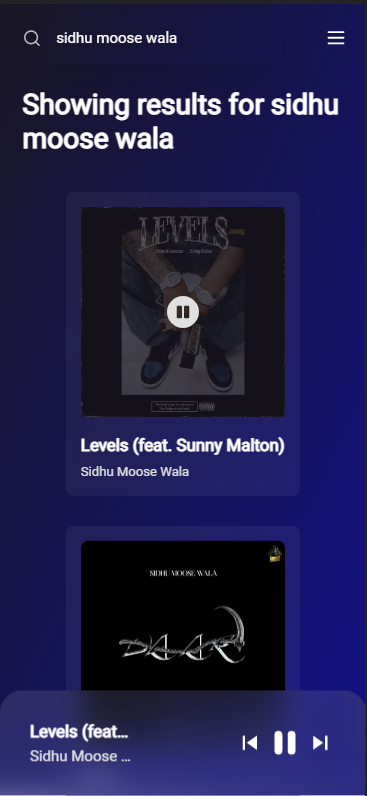 sidhu moose wala
Showing results for sidhu
moose wala
LEVELS
Levels (feat. Sunny Malton)
Sidhu Moose Wala
SIDHU MOOSE WALA
Levels (feat...
Sidhu Moose ...